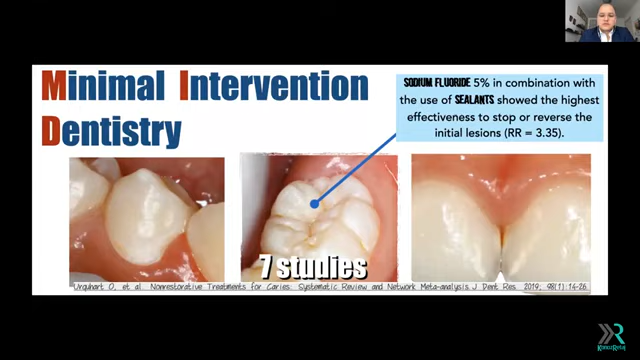 Minimal Intervention
Dentistry
SODIUM FLUORIDE 5% in combination with
the use of SEALANTS showed the highest
effectiveness to stop or reverse the
initial lesions (RR = 3.35).
7 studies
Urquhart O, et al. Nonrestorative Treatments for Caries: Systematic Review and Network Meta-analysis. J Dent Res. 2019; 98(1):14-26.